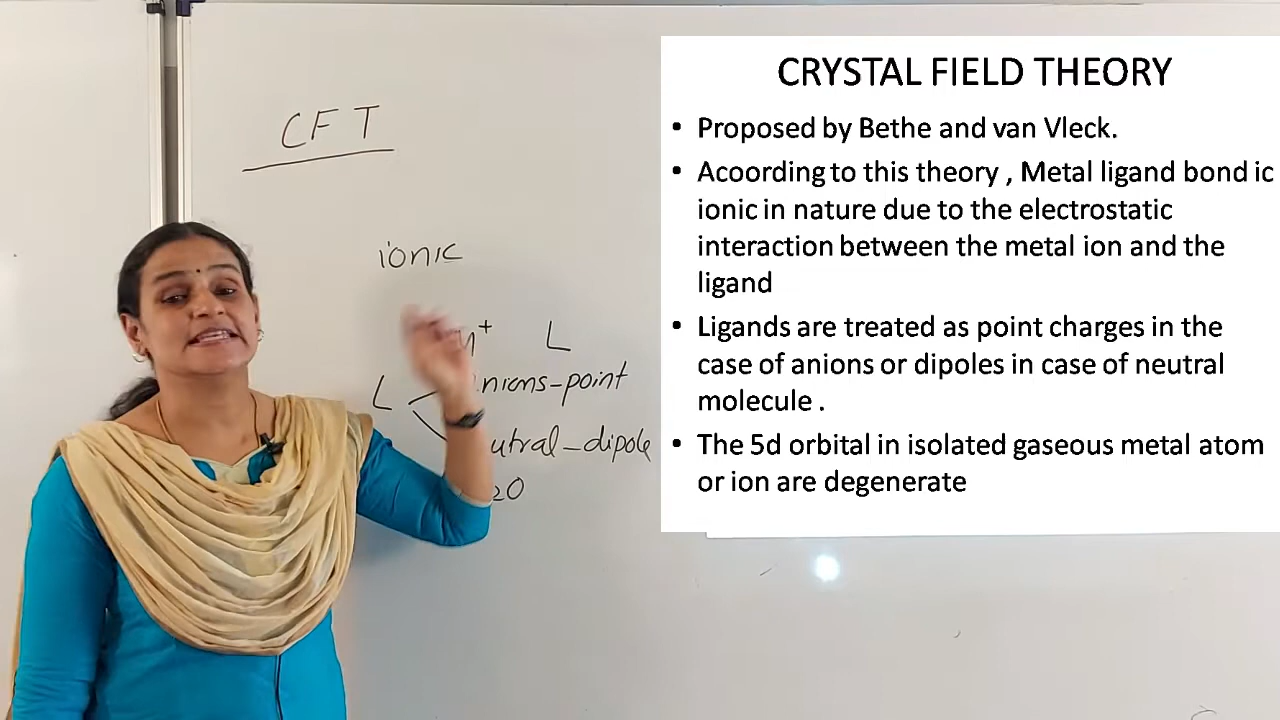 CFT
ionic
+ L
L
nions-point
utral-dipole
20
CRYSTAL FIELD THEORY
• Proposed by Bethe and van Vleck.
• Acoording to this theory , Metal ligand bond ic
ionic in nature due to the electrostatic
interaction between the metal ion and the
ligand
• Ligands are treated as point charges in the
case of anions or dipoles in case of neutral
molecule .
• The 5d orbital in isolated gaseous metal atom
or ion are degenerate